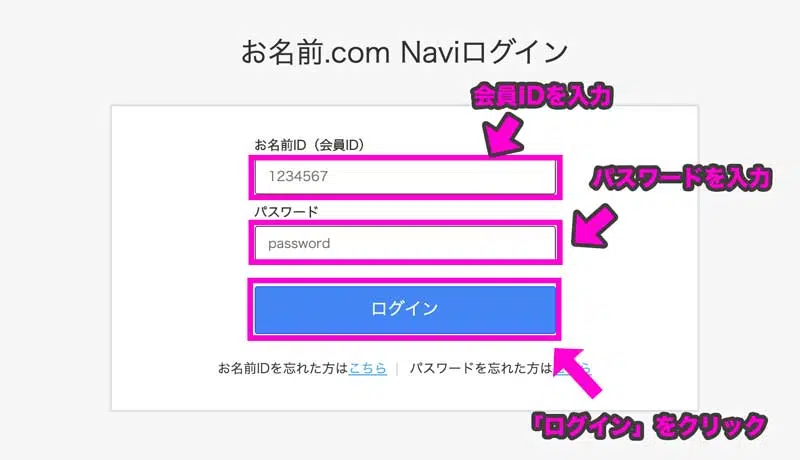 お名前.com Naviログイン
会員IDを入力
お名前ID（会員ID）
1234567
パスワードを入力
パスワード
password
ログイン
お名前IDを忘れた方はこちら | パスワードを忘れた方はこちら
「ログイン」をクリック